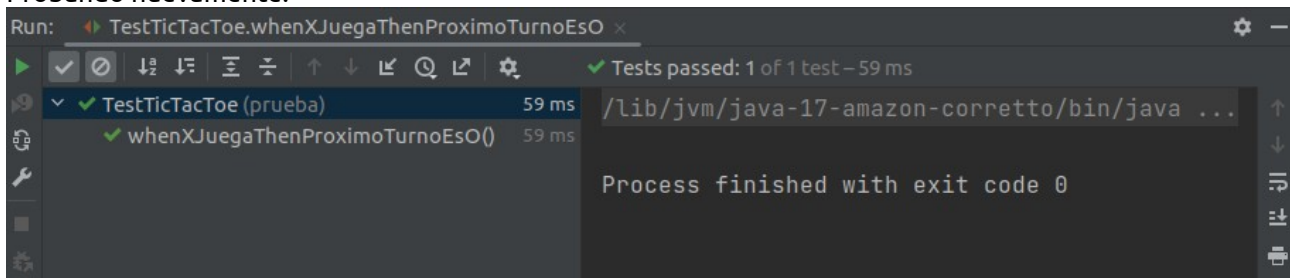 Probando nuevamente:
Run: TestTicTacToe.whenXJuegaThenProximoTurnoEsO
Tests passed: 1 of 1 test – 59 ms
TestTicTacToe (prueba) 59 ms
whenXJuegaThenProximoTurnoEsO() 59 ms
/lib/jvm/java-17-amazon-corretto/bin/java ...
Process finished with exit code 0